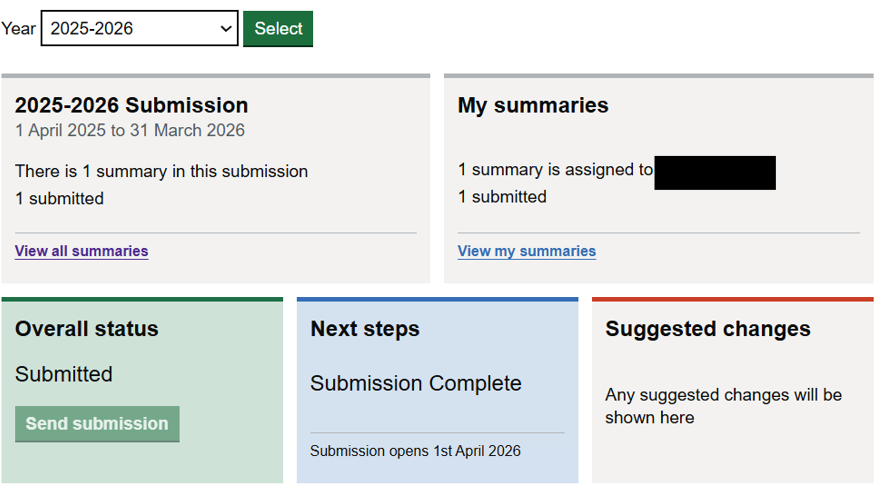 Year 2025-2026 Select
2025-2026 Submission
1 April 2025 to 31 March 2026
There is 1 summary in this submission
1 submitted
View all summaries
My summaries
1 summary is assigned to
1 submitted
View my summaries
Overall status
Submitted
Send submission
Next steps
Submission Complete
Submission opens 1st April 2026
Suggested changes
Any suggested changes will be
shown here